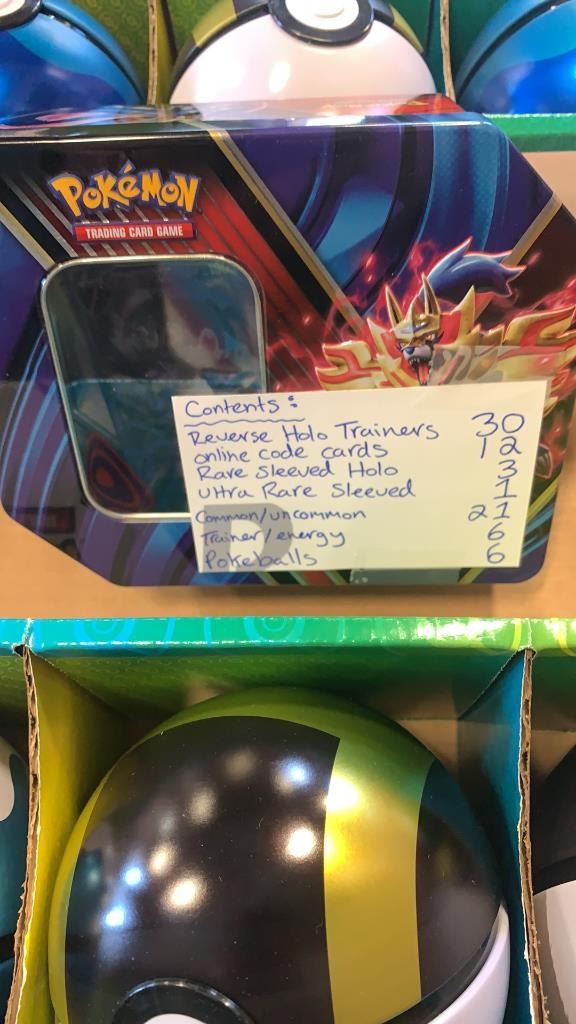 POKéMON
TRADING CARD GAME
Contents:
Reverse Holo Trainers 30
online code cards 12
Rare Sleeved Holo 3
Ultra Rare Sleeved 1
Common/uncommon 21
Trainer/energy 6
Pokeballs 6
D